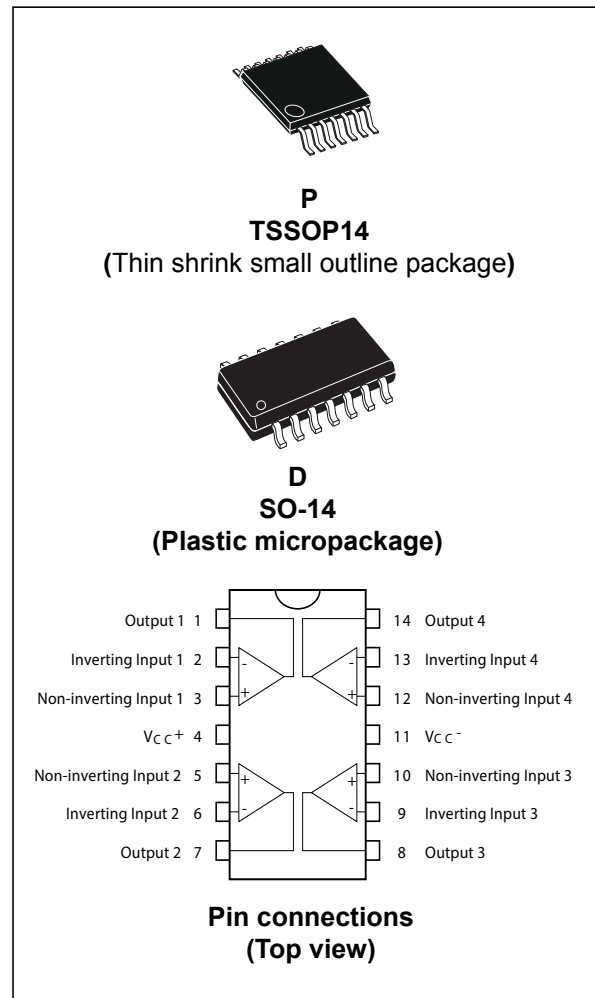 P
TSSOP14
(Thin shrink small outline package)
D
SO-14
(Plastic micropackage)
Output 1 1 14 Output 4
Inverting Input 1 2 - - 13 Inverting Input 4
Non-inverting Input 1 3 + + 12 Non-inverting Input 4
VCC+ 4 11 VCC-
Non-inverting Input 2 5 + + 10 Non-inverting Input 3
Inverting Input 2 6 - - 9 Inverting Input 3
Output 2 7 8 Output 3
Pin connections
(Top view)